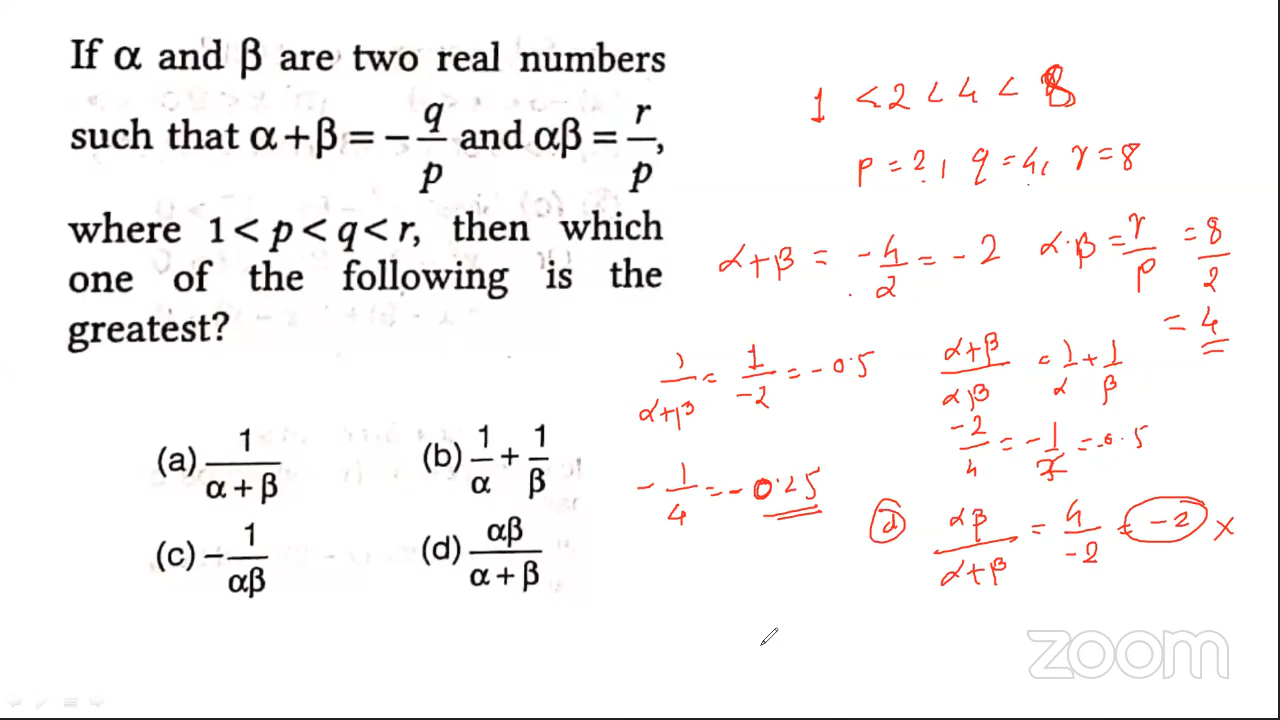 If α and β are two real numbers
such that α+β = -q/p and αβ = r/p,
where 1 < p < q < r, then which
one of the following is the
greatest?
(a) 1/(α + β) (b) 1/α + 1/β
(c) - 1/αβ (d) αβ/(α + β)
1 < 2 < 4 < 8
p = 2, q = 4, r = 8
α+β = -4/2 = -2 α·β = r/p = 8/2
= 4
1/(α+β) = 1/-2 = -0.5 (α+β)/αβ = 1/α + 1/β
-2/4 = -1/2 = -0.5
-1/4 = -0.25
(d) αβ/(α+β) = 4/-2 = -2 ×
zoom